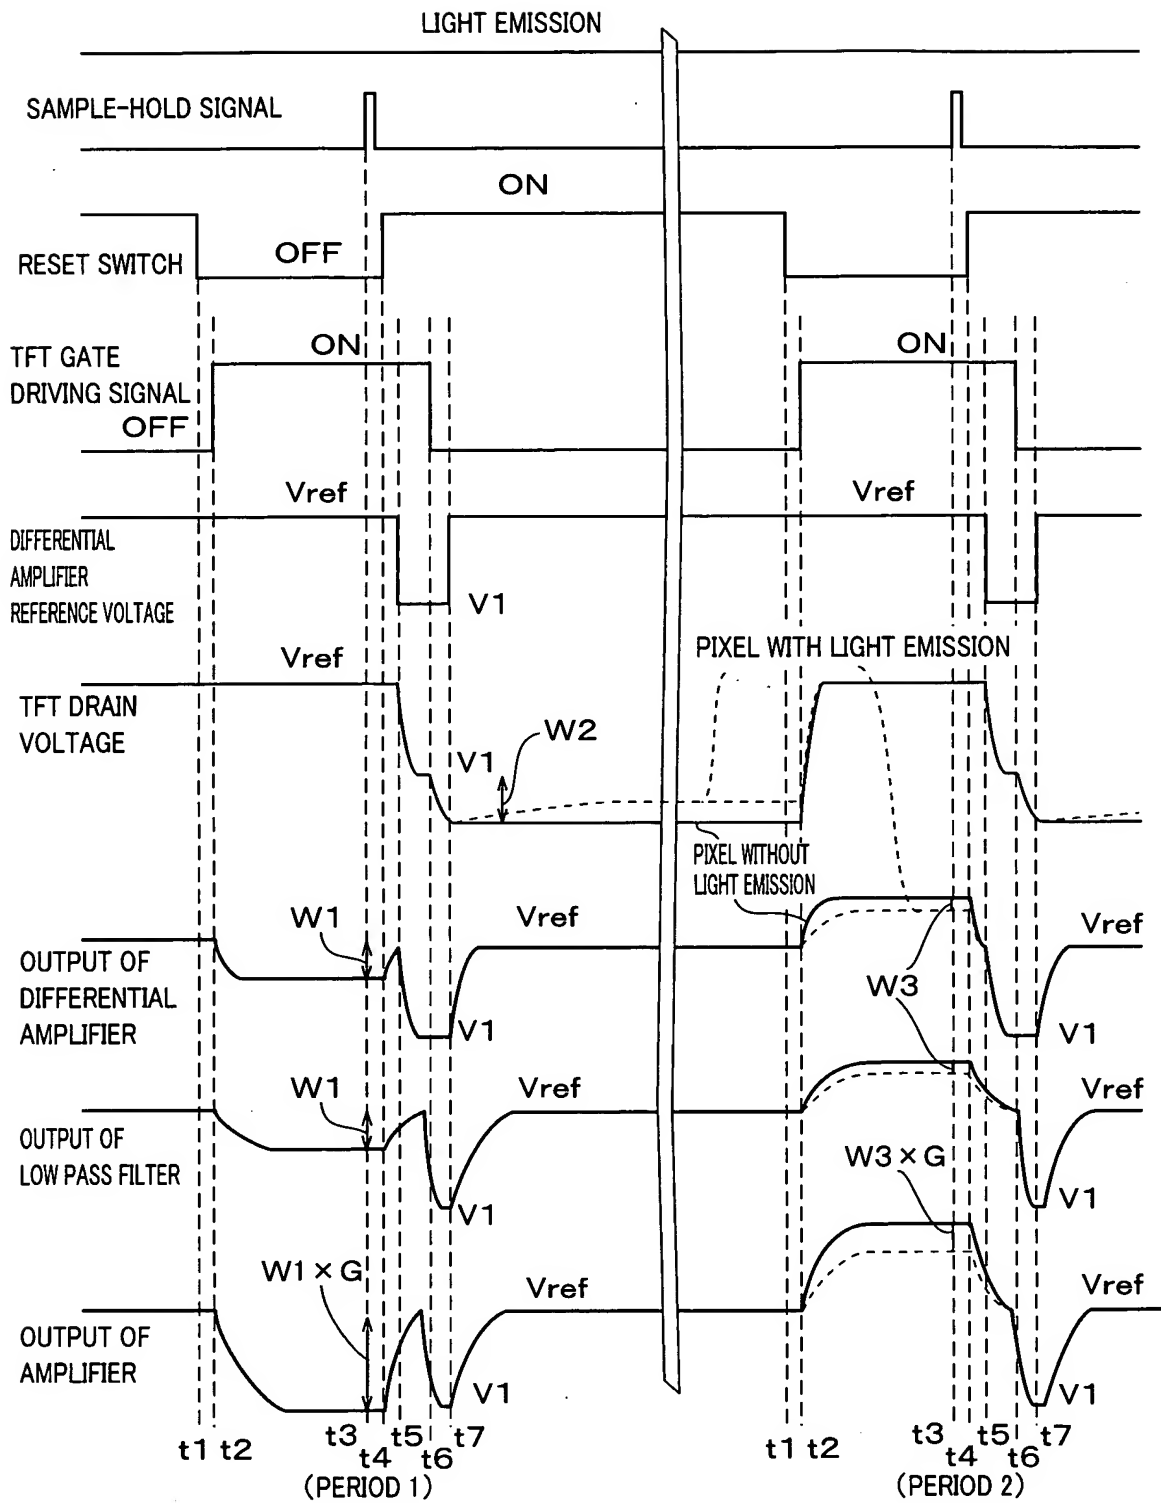 LIGHT EMISSION
SAMPLE-HOLD SIGNAL
ON
RESET SWITCH
OFF
TFT GATE
DRIVING SIGNAL
ON
ON
OFF
Vref
Vref
DIFFERENTIAL
AMPLIFIER
REFERENCE VOLTAGE
V1
PIXEL WITH LIGHT EMISSION
Vref
TFT DRAIN
VOLTAGE
W2
V1
PIXEL WITHOUT
LIGHT EMISSION
W1
Vref
Vref
OUTPUT OF
DIFFERENTIAL
AMPLIFIER
W3
V1
V1
W1
Vref
Vref
OUTPUT OF
LOW PASS FILTER
W3×G
V1
V1
W1×G
Vref
Vref
OUTPUT OF
AMPLIFIER
V1
V1
t1 t2 t3 t4 t5 t6 t7
t1 t2 t3 t4 t5 t6 t7
(PERIOD 1)
(PERIOD 2)